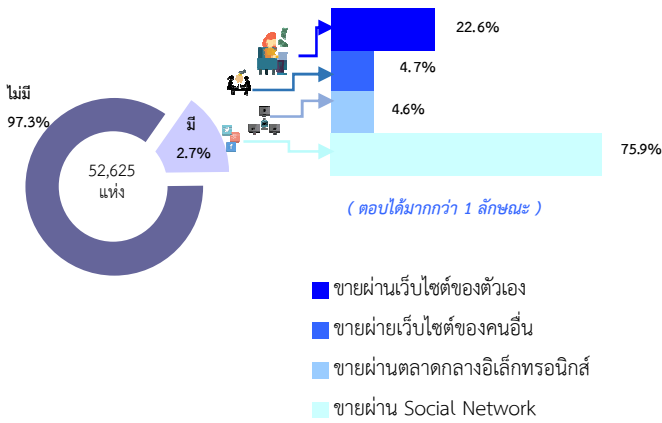 22.6%
4.7%
4.6%
75.9%
ไม่มี
97.3%
มี
2.7%
52,625
แห่ง
( ตอบได้มากกว่า 1 ลักษณะ )
ขายผ่านเว็บไซต์ของตัวเอง
ขายผ่ายเว็บไซต์ของคนอื่น
ขายผ่านตลาดกลางอิเล็กทรอนิกส์
ขายผ่าน Social Network